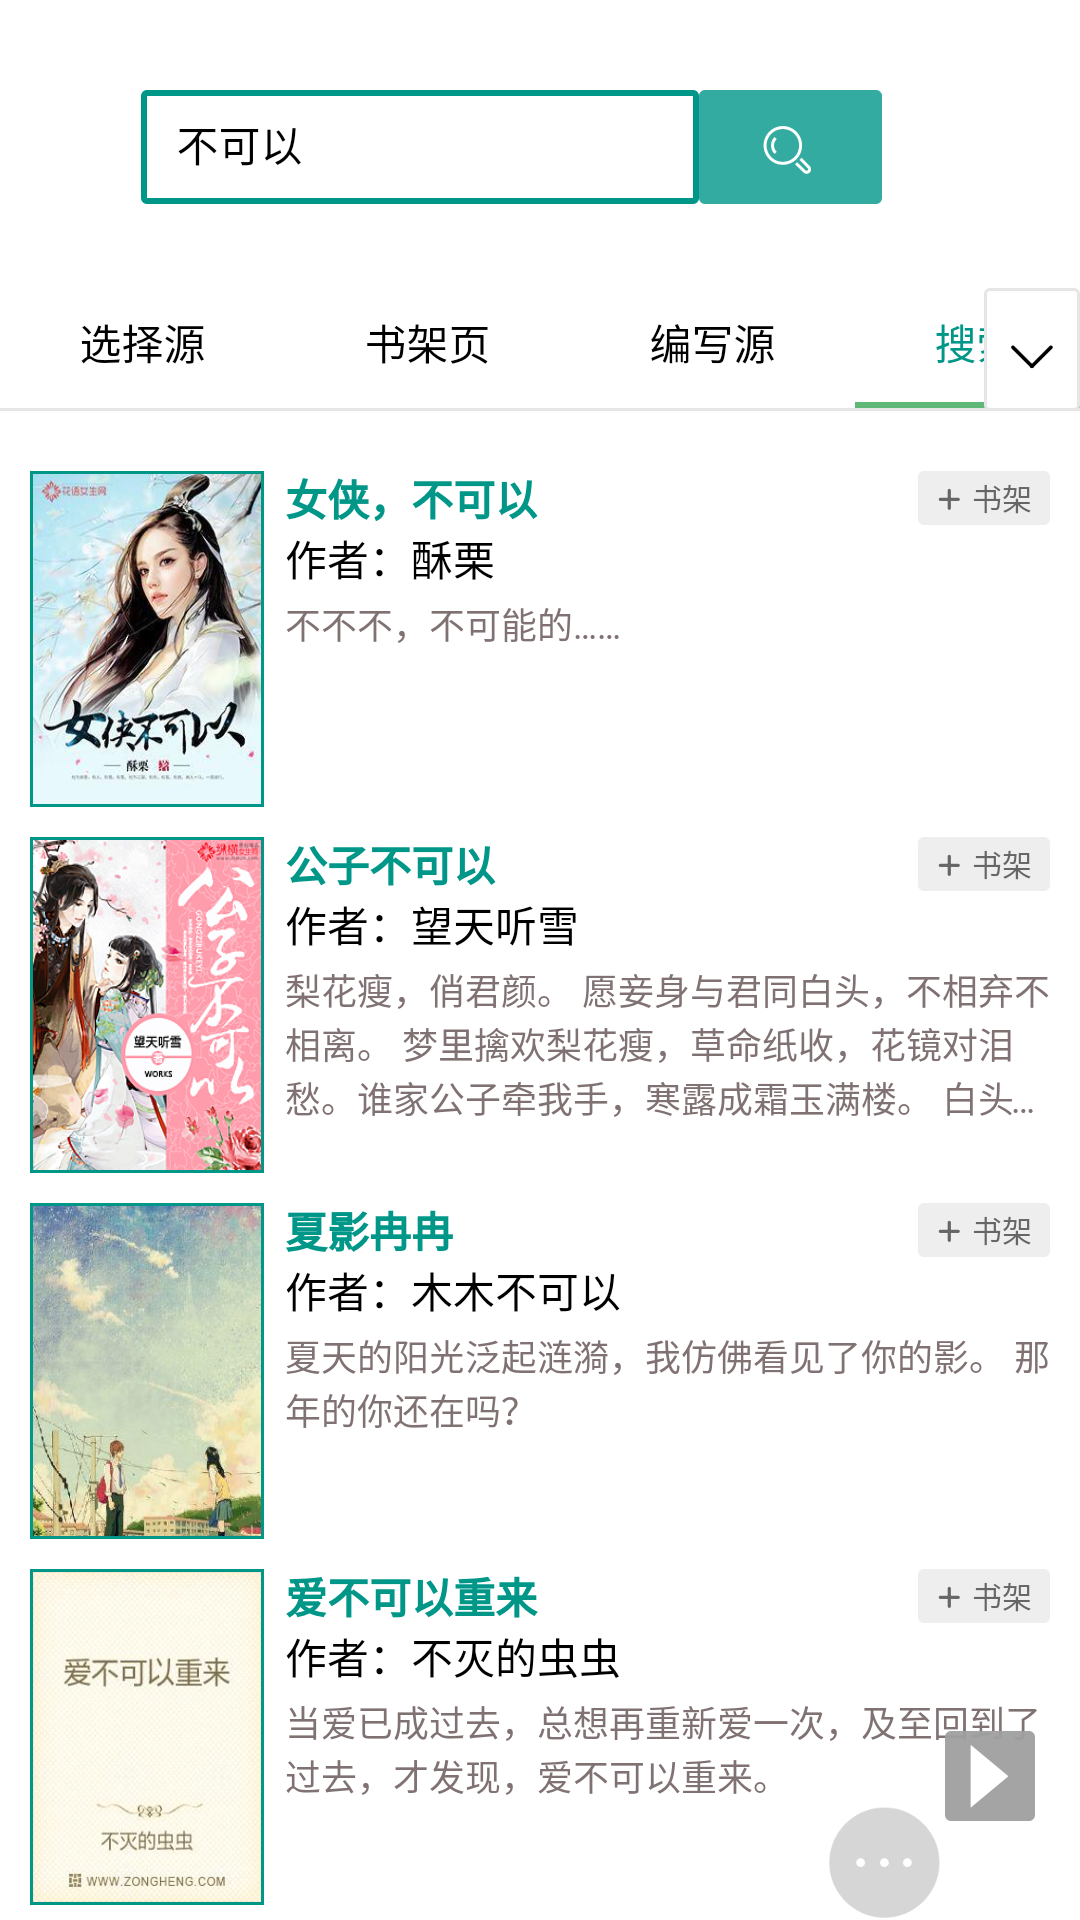 不可以
选择源 书架页 编写源 搜
女侠，不可以
+ 书架
作者：酥栗
不不不，不可能的……
花语女生网
女侠不可以
酥栗
公子不可以
+ 书架
作者：望天听雪
梨花瘦，俏君颜。 愿妾身与君同白头，不相弃不
相离。 梦里擒欢梨花瘦，草命纸收，花镜对泪
愁。谁家公子牵我手，寒露成霜玉满楼。 白头...
纵横女生网
公子不可以
GONGZIBUKEYI
望天听雪
著
WORKS
夏影冉冉
+ 书架
作者：木木不可以
夏天的阳光泛起涟漪，我仿佛看见了你的影。 那
年的你还在吗？
爱不可以重来
+ 书架
作者：不灭的虫虫
当爱已成过去，总想再重新爱一次，及至回到了
过去，才发现，爱不可以重来。
爱不可以重来
不灭的虫虫
WWW.ZONGHENG.COM